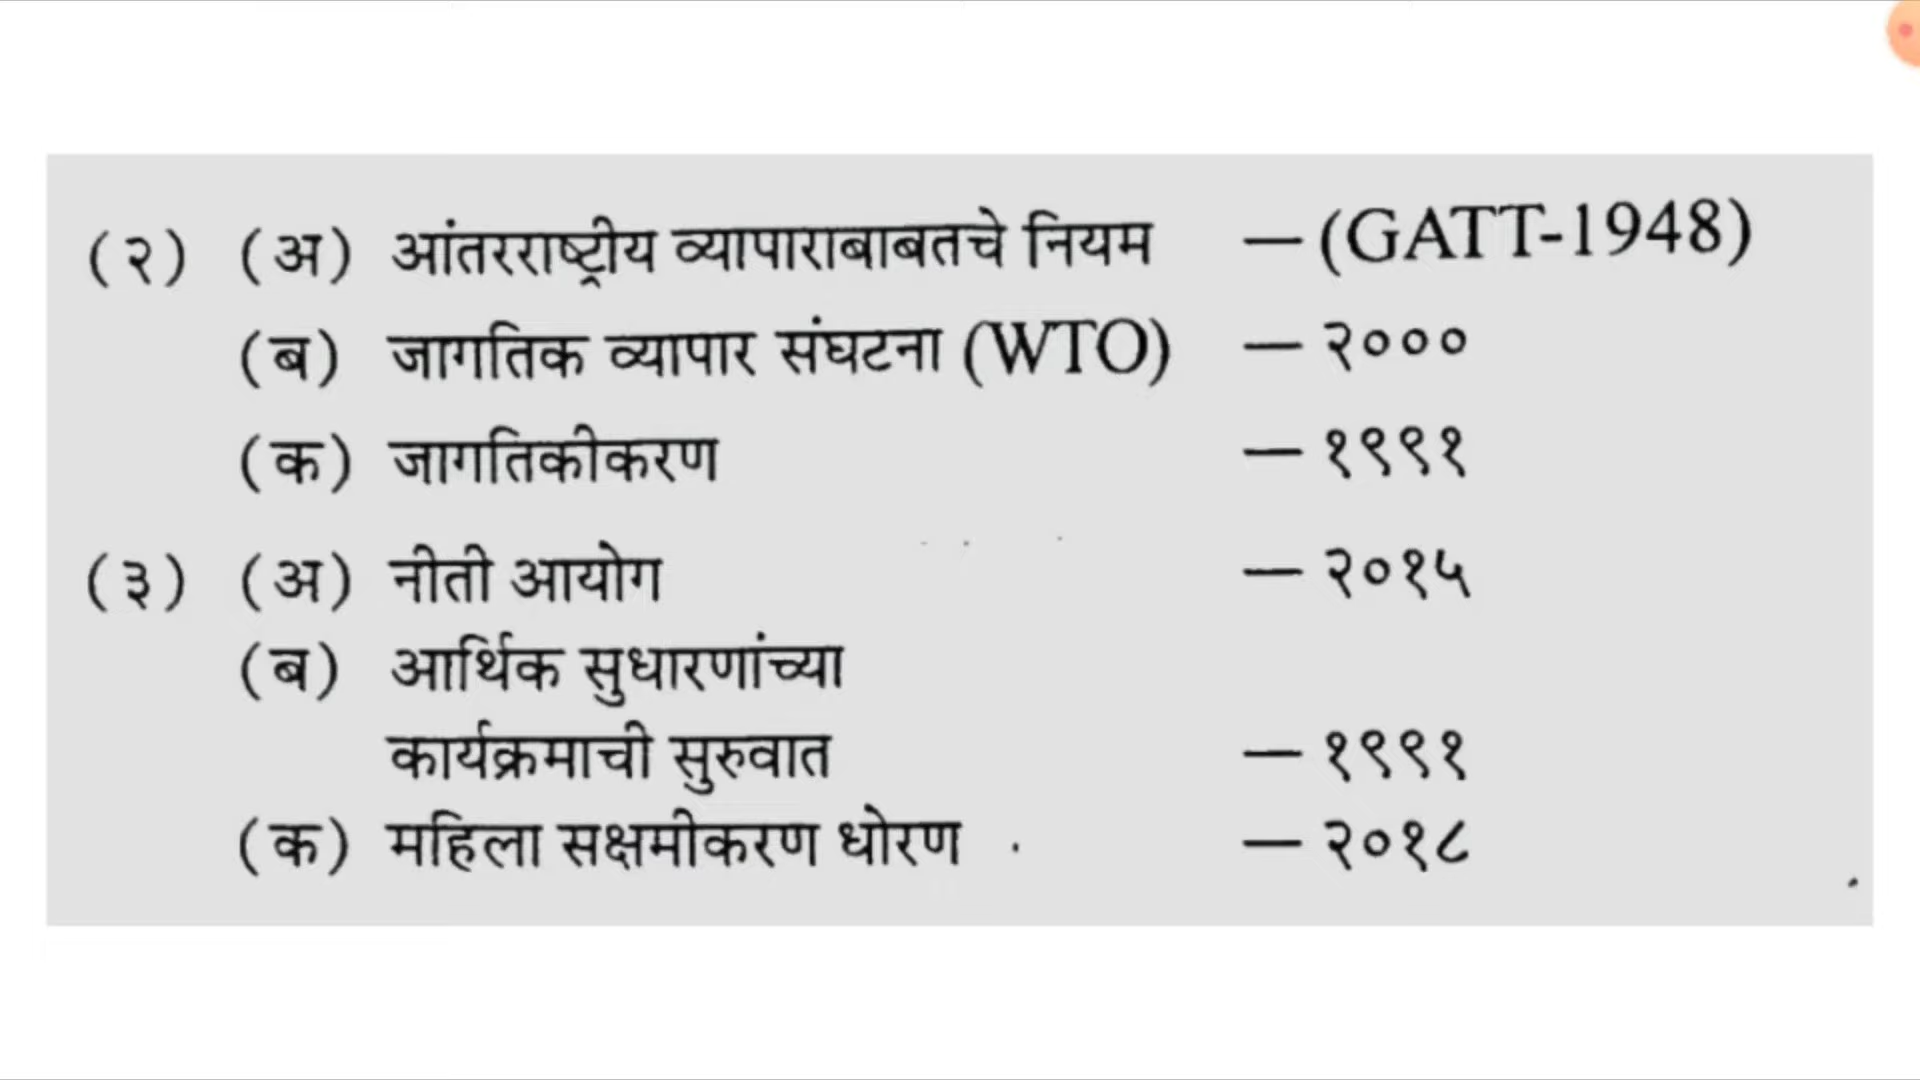 (२) (अ) आंतरराष्ट्रीय व्यापाराबाबतचे नियम — (GATT-1948)
(ब) जागतिक व्यापार संघटना (WTO) — २०००
(क) जागतिकीकरण — १९९१
(३) (अ) नीती आयोग — २०१५
(ब) आर्थिक सुधारणांच्या
कार्यक्रमाची सुरुवात — १९९१
(क) महिला सक्षमीकरण धोरण — २०१८